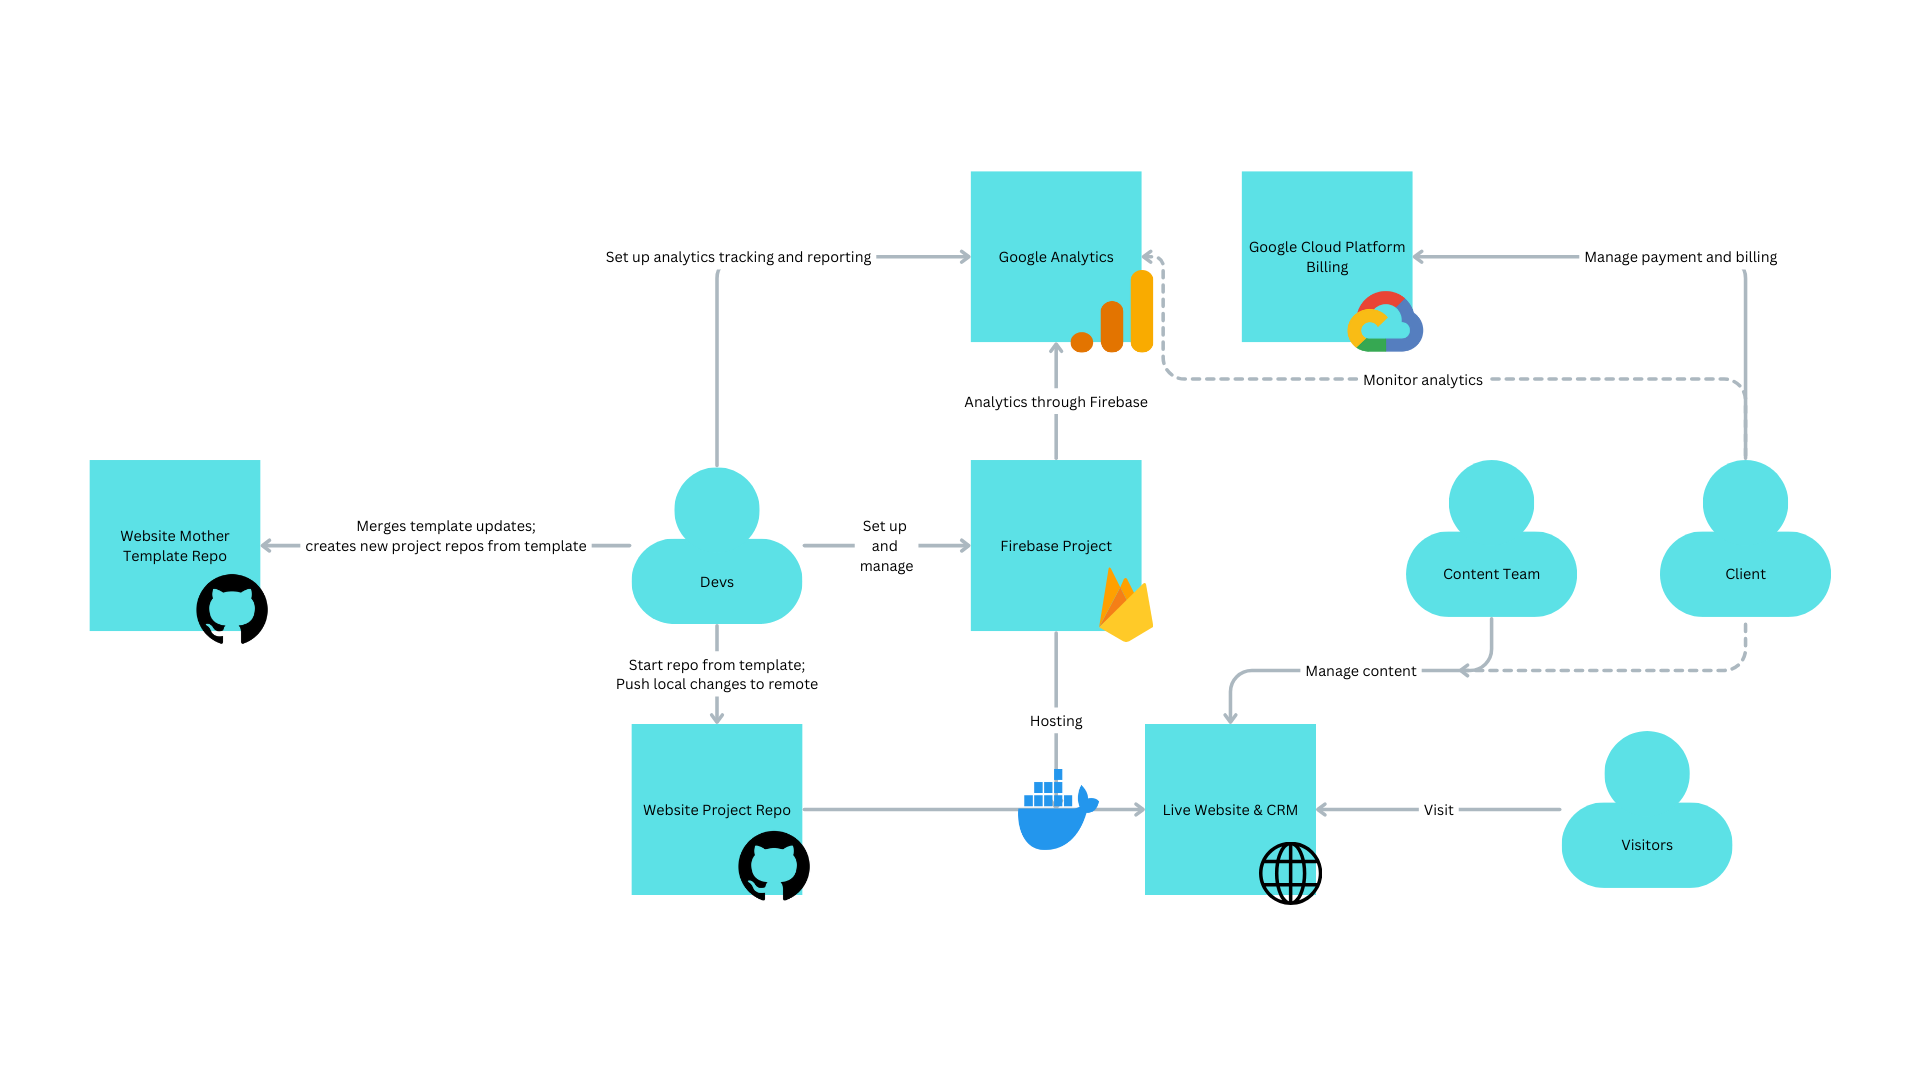 Set up analytics tracking and reporting
Google Analytics
Google Cloud Platform
Billing
Manage payment and billing
Monitor analytics
Analytics through Firebase
Website Mother
Template Repo
Merges template updates;
creates new project repos from template
Devs
Set up
and
manage
Firebase Project
Content Team
Client
Start repo from template;
Push local changes to remote
Manage content
Hosting
Website Project Repo
Live Website & CRM
Visit
Visitors